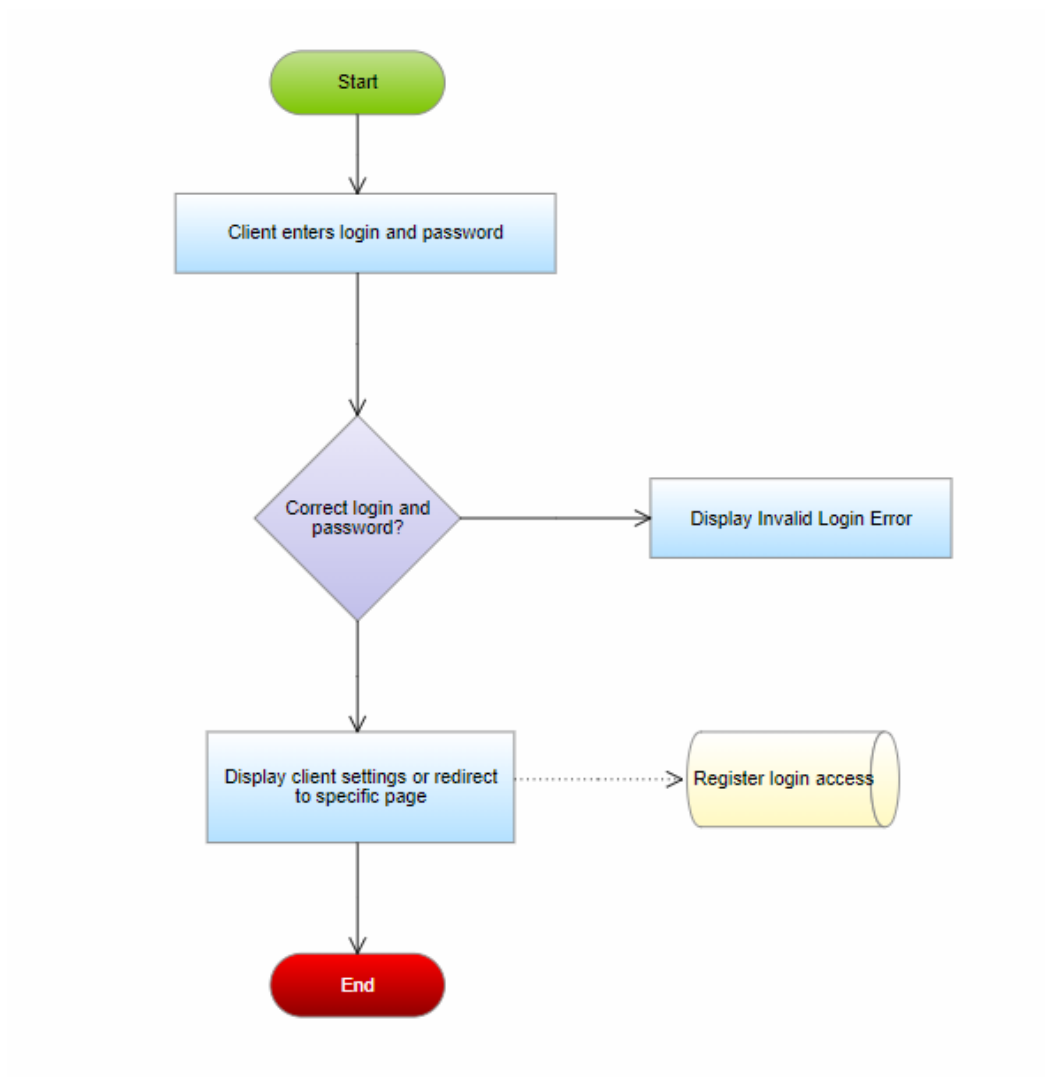 Start
Client enters login and password
Correct login and
password?
Display Invalid Login Error
Display client settings or redirect
to specific page
Register login access
End